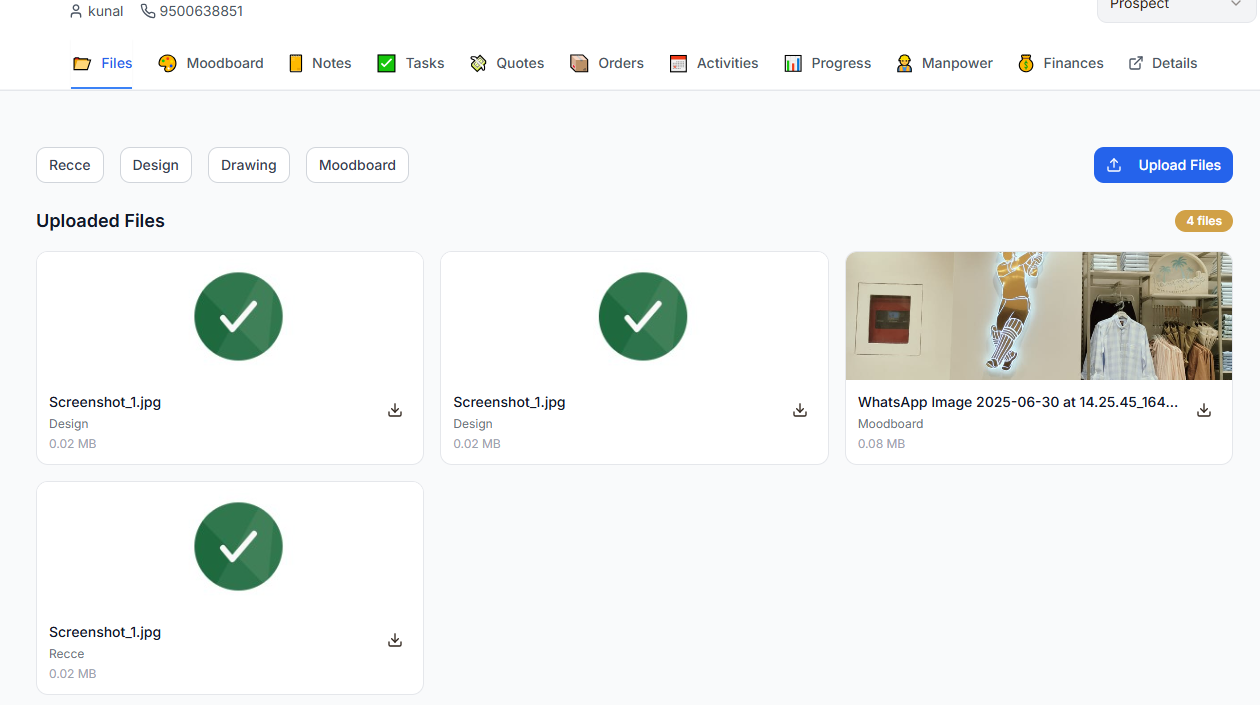 kunal 9500638851
Prospect
Files Moodboard Notes Tasks Quotes Orders Activities Progress Manpower Finances Details
Recce Design Drawing Moodboard Upload Files
Uploaded Files 4 files
Screenshot_1.jpg
Design
0.02 MB
Screenshot_1.jpg
Design
0.02 MB
WhatsApp Image 2025-06-30 at 14.25.45_164...
Moodboard
0.08 MB
Screenshot_1.jpg
Recce
0.02 MB